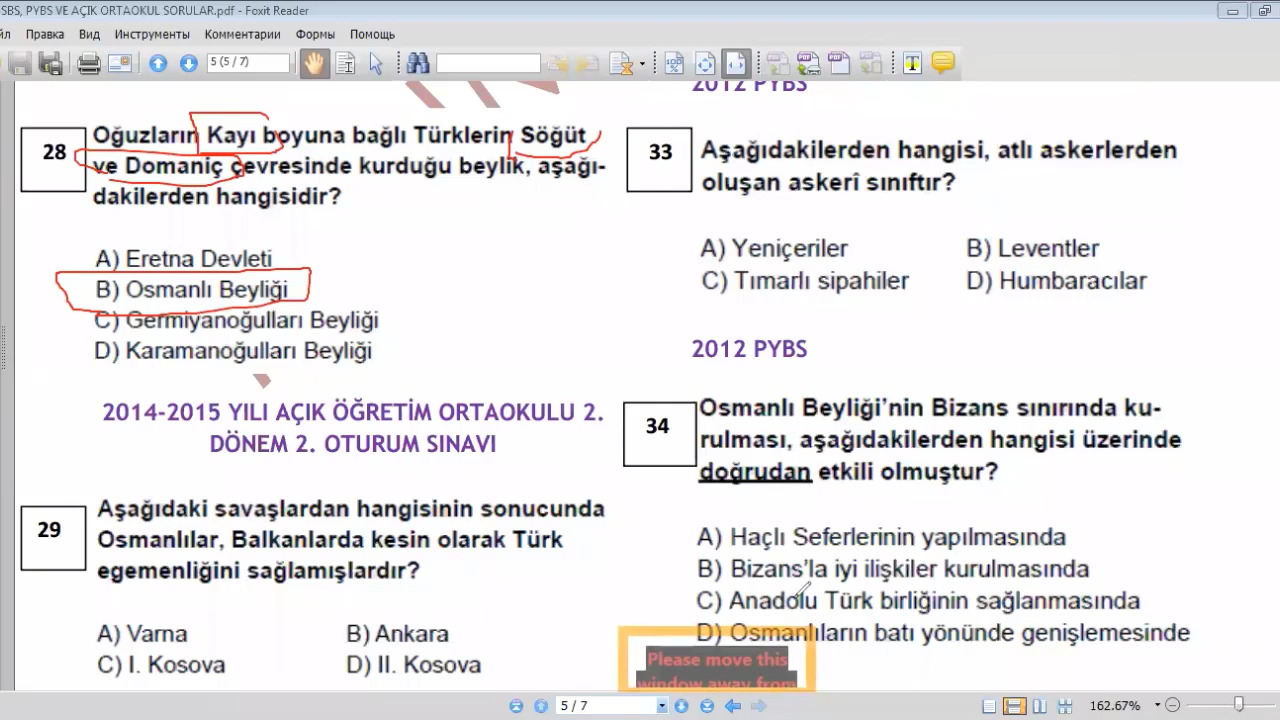 SBS, PYBS VE AÇIK ORTAOKUL SORULAR.pdf - Foxit Reader
йл Правка Вид Инструменты Комментарии Формы Помощь
5 (5 / 7)
28
Oğuzların Kayı boyuna bağlı Türklerin Söğüt
ve Domaniç çevresinde kurduğu beylik, aşağı-
dakilerden hangisidir?
A) Eretna Devleti
B) Osmanlı Beyliği
C) Germiyanoğulları Beyliği
D) Karamanoğulları Beyliği
2014-2015 YILI AÇIK ÖĞRETİM ORTAOKULU 2.
DÖNEM 2. OTURUM SINAVI
29
Aşağıdaki savaşlardan hangisinin sonucunda
Osmanlılar, Balkanlarda kesin olarak Türk
egemenliğini sağlamışlardır?
A) Varna B) Ankara
C) I. Kosova D) II. Kosova
2012 PYBS
33
Aşağıdakilerden hangisi, atlı askerlerden
oluşan askerî sınıftır?
A) Yeniçeriler B) Leventler
C) Tımarlı sipahiler D) Humbaracılar
2012 PYBS
34
Osmanlı Beyliği’nin Bizans sınırında ku-
rulması, aşağıdakilerden hangisi üzerinde
doğrudan etkili olmuştur?
A) Haçlı Seferlerinin yapılmasında
B) Bizans'la iyi ilişkiler kurulmasında
C) Anadolu Türk birliğinin sağlanmasında
D) Osmanlıların batı yönünde genişlemesinde
Please move this
window away from
5 / 7
162.67%